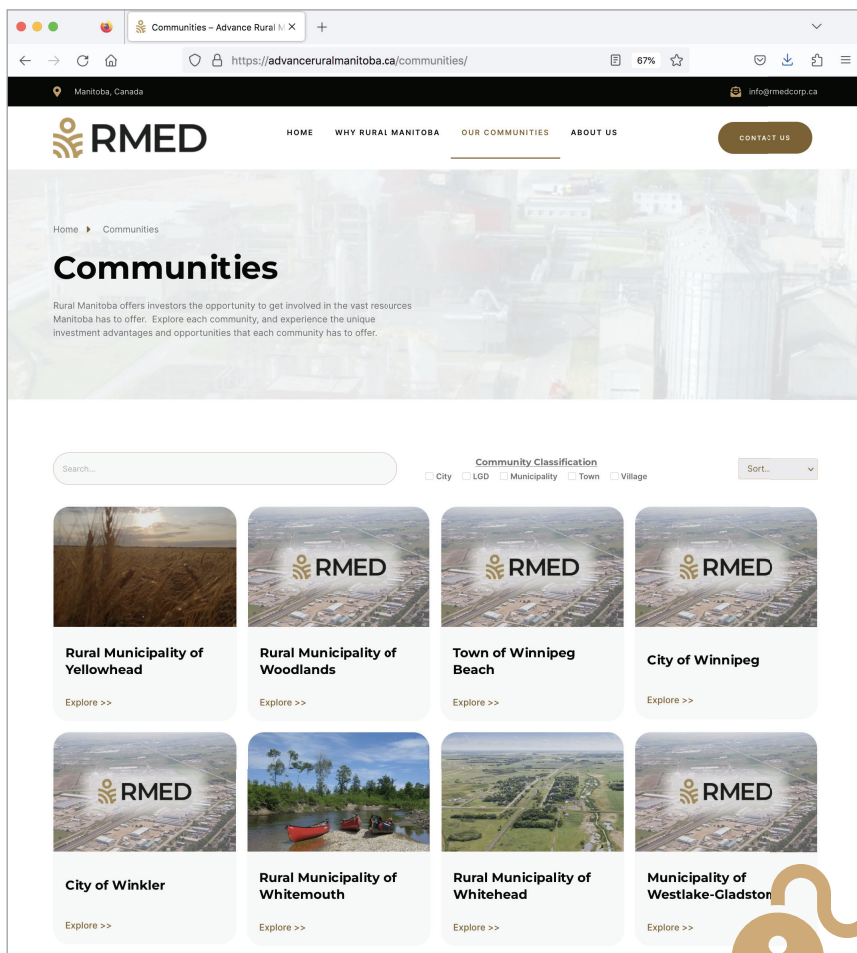 Communities – Advance Rural M
https://advanceruralmanitoba.ca/communities/
67%
Manitoba, Canada
info@rmedcorp.ca
RMED
HOME WHY RURAL MANITOBA OUR COMMUNITIES ABOUT US
CONTACT US
Home Communities
Communities
Rural Manitoba offers investors the opportunity to get involved in the vast resources
Manitoba has to offer. Explore each community, and experience the unique
investment advantages and opportunities that each community has to offer.
Search...
Community Classification
City LGD Municipality Town Village
Sort...
RMED
RMED
RMED
Rural Municipality of
Yellowhead
Explore >>
Rural Municipality of
Woodlands
Explore >>
Town of Winnipeg
Beach
Explore >>
City of Winnipeg
Explore >>
RMED
RMED
City of Winkler
Explore >>
Rural Municipality of
Whitemouth
Explore >>
Rural Municipality of
Whitehead
Explore >>
Municipality of
Westlake-Gladston
Explore >>